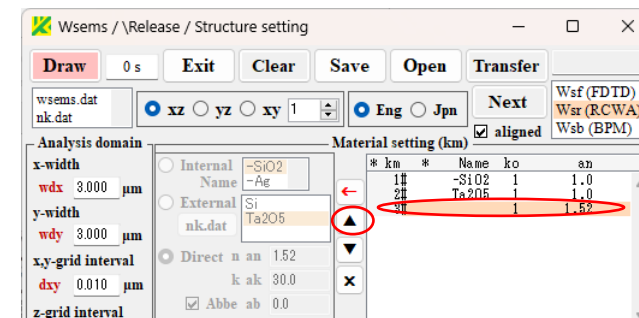 Wsems / \Release / Structure setting
Draw 0 s Exit Clear Save Open Transfer
wsems.dat
nk.dat
xz yz xy 1 Eng Jpn Next
Wsf (FDTD)
Wsr (RCWA)
Wsb (BPM)
aligned
Analysis domain
Material setting (km)
x-width
wdx 3.000 μm
y-width
wdy 3.000 μm
x,y-grid interval
dxy 0.010 μm
z-grid interval
Internal Name
-SiO2
-Ag
External
nk.dat
Si
Ta2O5
Direct n an 1.52
k ak 30.0
Abbe ab 0.0
←
▲
▼
×
* km * Name ko an
1# -SiO2 1 1.0
2# Ta2O5 1 1.0
3# 1 1.52